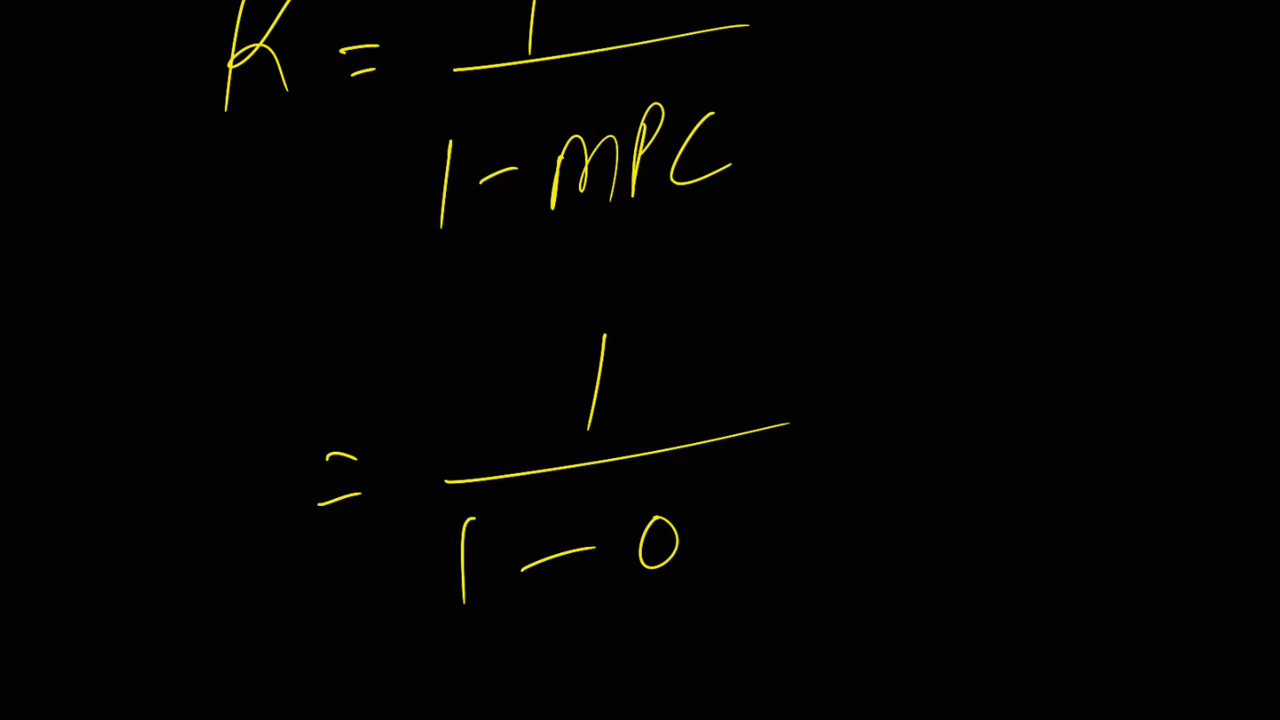 K = 1
1 - MPC
= 1
1 - 0